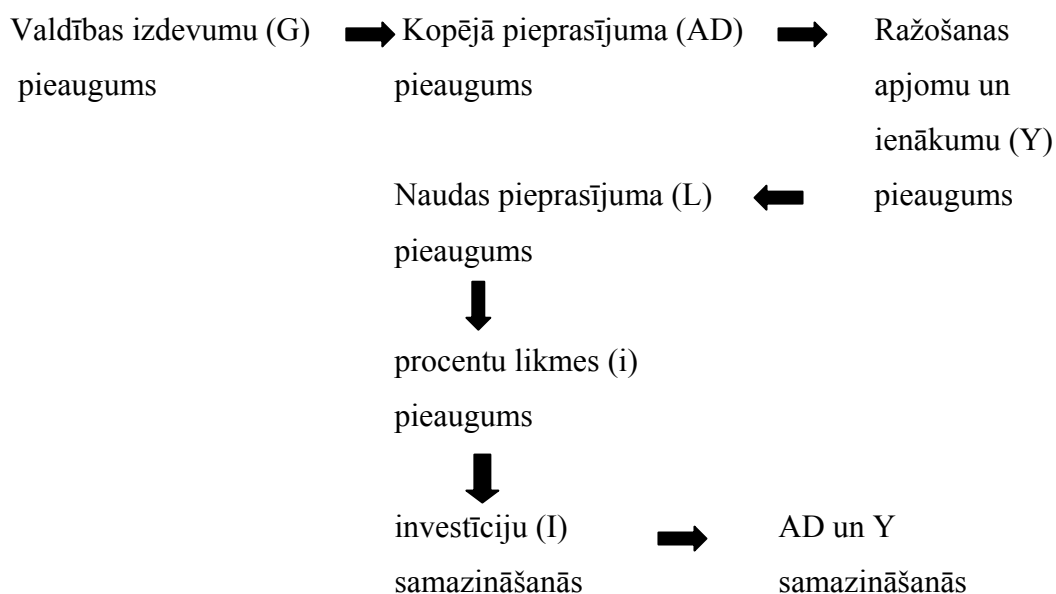 Valdības izdevumu (G) Kopējā pieprasījuma (AD) Ražošanas
pieaugums pieaugums apjomu un
ienākumu (Y)
Naudas pieprasījuma (L) pieaugums
pieaugums
procentu likmes (i)
pieaugums
investīciju (I) AD un Y
samazināšanās samazināšanās